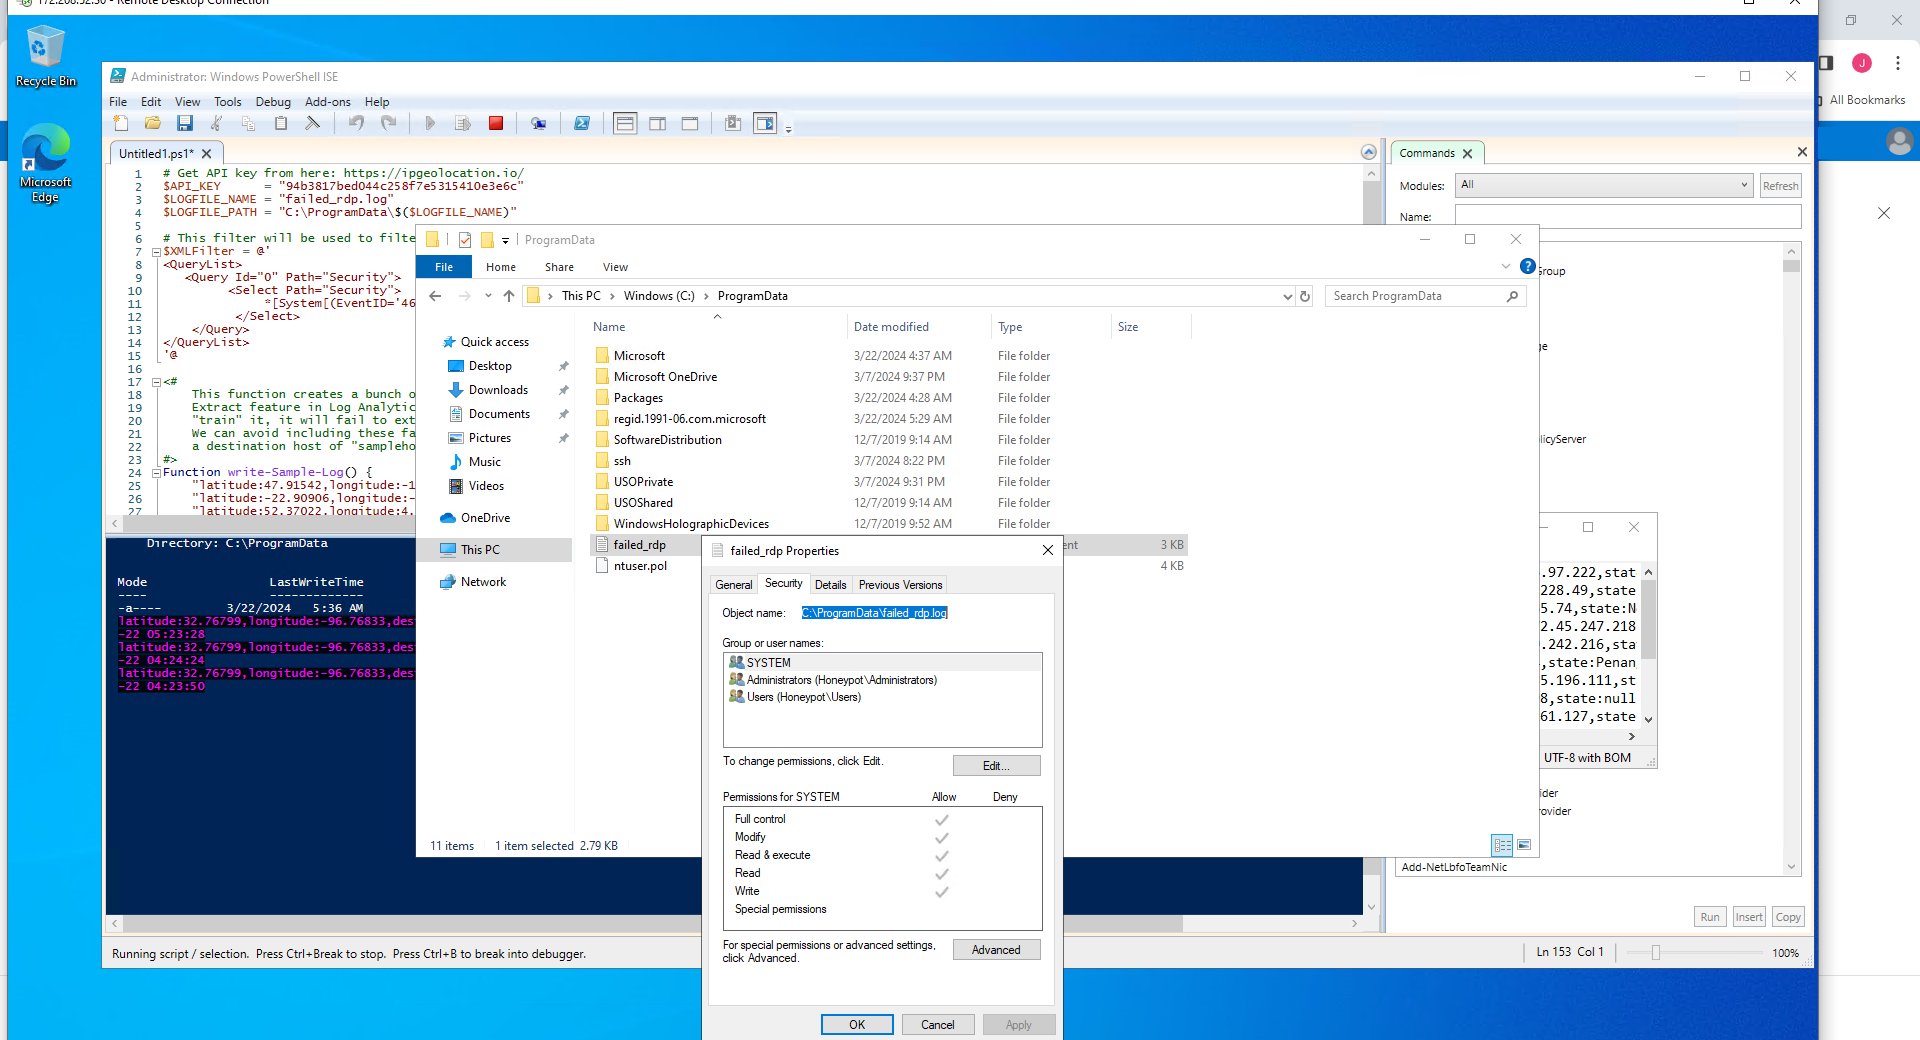 172.208.52.30 - Remote Desktop Connection
Recycle Bin
Microsoft
Edge
Administrator: Windows PowerShell ISE
File Edit View Tools Debug Add-ons Help
Untitled1.ps1* X
1 # Get API key from here: https://ipgeolocation.io/
2 $API_KEY = "94b3817bed044c258f7e5315410e3e6c"
3 $LOGFILE_NAME = "failed_rdp.log"
4 $LOGFILE_PATH = "C:\ProgramData\$($LOGFILE_NAME)"
5
6 # This filter will be used to filte
7 $XMLFilter = @'
8 <QueryList>
9 <Query Id="0" Path="Security">
10 <Select Path="Security">
11 *[System[(EventID='46
12 </Select>
13 </Query>
14 </QueryList>
15 '@
16
17 <#
18 This function creates a bunch o
19 Extract feature in Log Analytic
20 "train" it, it will fail to ext
21 We can avoid including these fa
22 a destination host of "sampleho
23 #>
24 Function write-Sample-Log() {
25 "latitude:47.91542,longitude:-1
26 "latitude:-22.90906,longitude:-
27 "latitude:52.37022,longitude:4.
Directory: C:\ProgramData
Mode LastWriteTime
---- -------------
-a---- 3/22/2024 5:36 AM
latitude:32.76799,longitude:-96.76833,des
-22 05:23:28
latitude:32.76799,longitude:-96.76833,des
-22 04:24:24
latitude:32.76799,longitude:-96.76833,des
-22 04:23:50
Running script / selection. Press Ctrl+Break to stop. Press Ctrl+B to break into debugger.
Ln 153 Col 1
100%
ProgramData
File Home Share View
This PC > Windows (C:) > ProgramData
Search ProgramData
Name Date modified Type Size
Quick access
Desktop
Downloads
Documents
Pictures
Music
Videos
OneDrive
This PC
Network
Microsoft 3/22/2024 4:37 AM File folder
Microsoft OneDrive 3/7/2024 9:37 PM File folder
Packages 3/22/2024 4:28 AM File folder
regid.1991-06.com.microsoft 3/22/2024 5:29 AM File folder
SoftwareDistribution 12/7/2019 9:14 AM File folder
ssh 3/7/2024 8:22 PM File folder
USOPrivate 3/7/2024 9:31 PM File folder
USOShared 12/7/2019 9:14 AM File folder
WindowsHolographicDevices 12/7/2019 9:52 AM File folder
failed_rdp ent 3 KB
ntuser.pol 4 KB
11 items 1 item selected 2.79 KB
failed_rdp Properties
General Security Details Previous Versions
Object name: C:\ProgramData\failed_rdp.log
Group or user names:
SYSTEM
Administrators (Honeypot\Administrators)
Users (Honeypot\Users)
To change permissions, click Edit.
Edit...
Permissions for SYSTEM Allow Deny
Full control
Modify
Read & execute
Read
Write
Special permissions
For special permissions or advanced settings,
click Advanced.
Advanced
OK Cancel Apply
Commands X
Modules: All Refresh
Name:
Group
ge
licyServer
.97.222,stat
228.49,state
5.74,state:N
2.45.247.218
.242.216,sta
,state:Penan
5.196.111,st
8,state:null
61.127,state
UTF-8 with BOM
ider
ovider
Add-NetLbfoTeamNic
Run Insert Copy
J
All Bookmarks